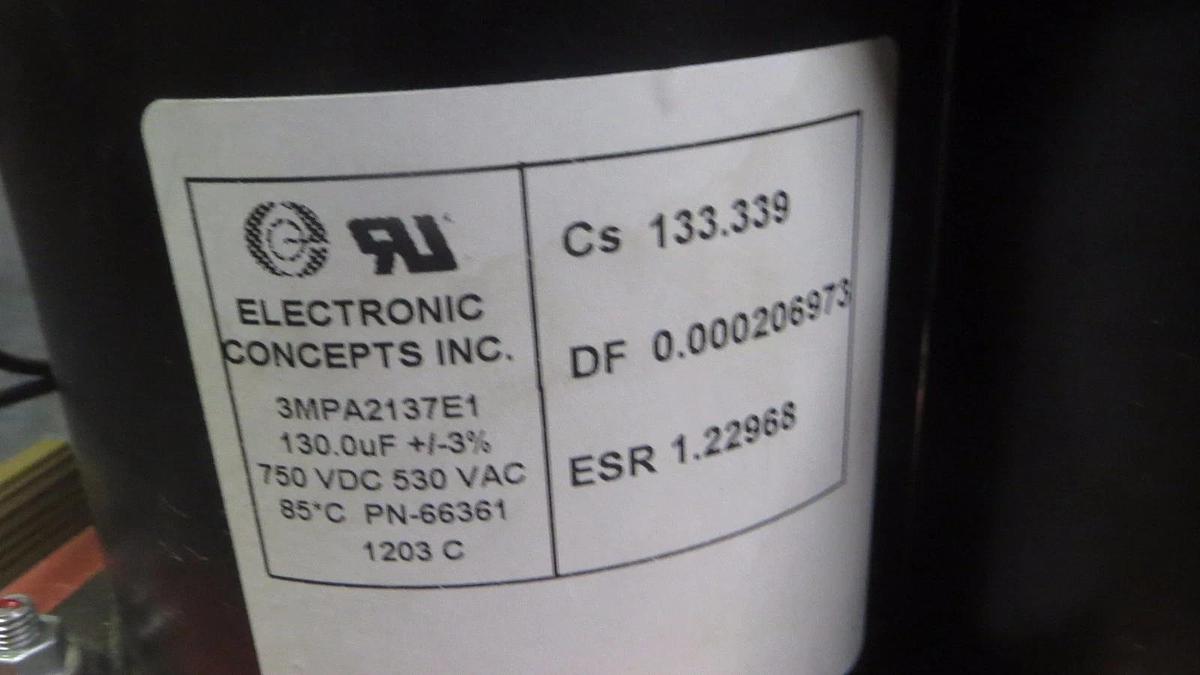 ELECTRONIC
CONCEPTS INC.
3MPA2137E1
130.0uF +/-3%
750 VDC 530 VAC
85°C PN-66361
1203 C
Cs 133.339
DF 0.000206973
ESR 1.22968